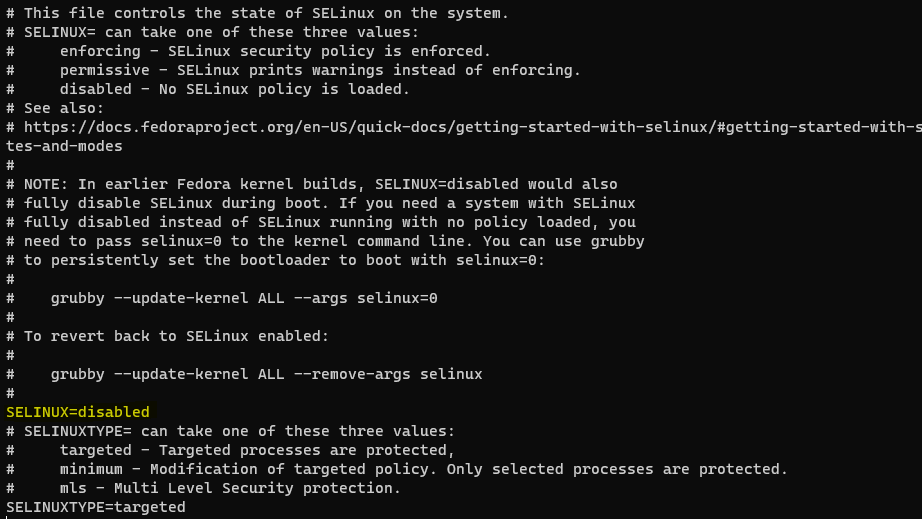 # This file controls the state of SELinux on the system.
# SELINUX= can take one of these three values:
#     enforcing - SELinux security policy is enforced.
#     permissive - SELinux prints warnings instead of enforcing.
#     disabled - No SELinux policy is loaded.
# See also:
# https://docs.fedoraproject.org/en-US/quick-docs/getting-started-with-selinux/#getting-started-with-s
tes-and-modes
#
# NOTE: In earlier Fedora kernel builds, SELINUX=disabled would also
# fully disable SELinux during boot. If you need a system with SELinux
# fully disabled instead of SELinux running with no policy loaded, you
# need to pass selinux=0 to the kernel command line. You can use grubby
# to persistently set the bootloader to boot with selinux=0:
#
#    grubby --update-kernel ALL --args selinux=0
#
# To revert back to SELinux enabled:
#
#    grubby --update-kernel ALL --remove-args selinux
#
SELINUX=disabled
# SELINUXTYPE= can take one of these three values:
#     targeted - Targeted processes are protected,
#     minimum - Modification of targeted policy. Only selected processes are protected.
#     mls - Multi Level Security protection.
SELINUXTYPE=targeted